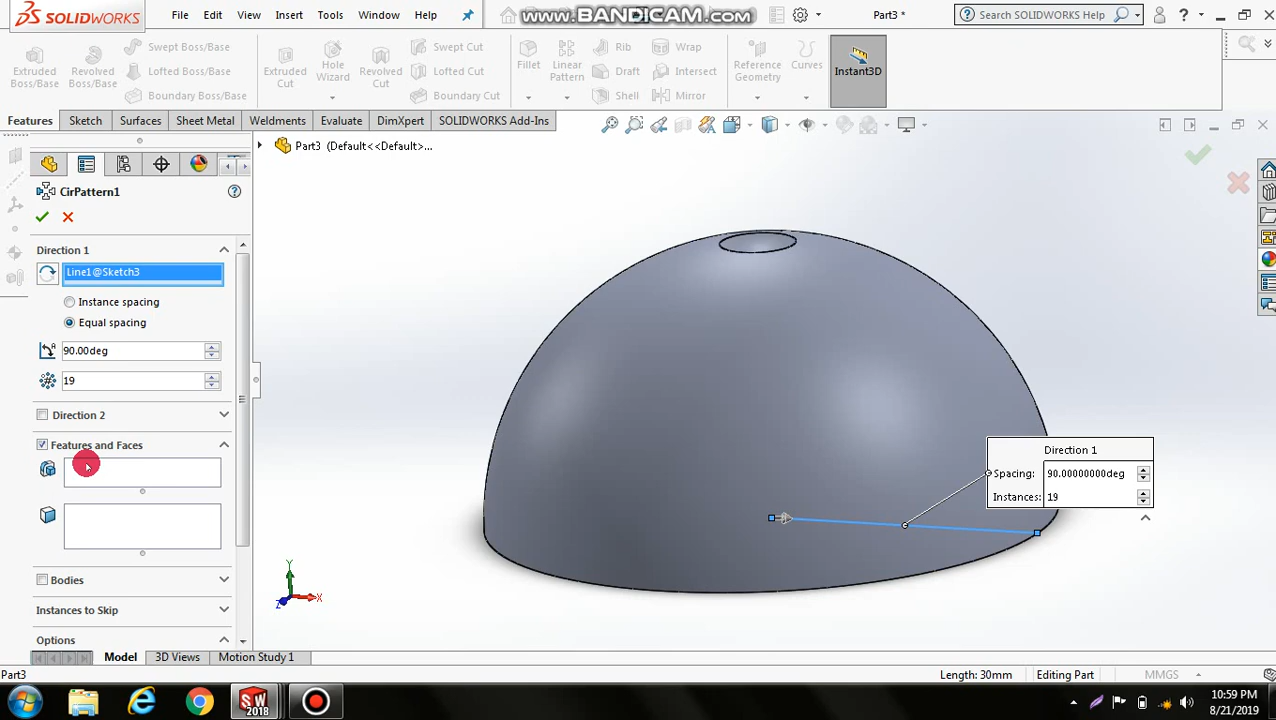 SOLIDWORKS File Edit View Insert Tools Window Help www.BANDICAM.com Part3 * Search SOLIDWORKS Help ?
Extruded Boss/Base Revolved Boss/Base Swept Boss/Base Lofted Boss/Base Boundary Boss/Base Extruded Cut Hole Wizard Revolved Cut Swept Cut Lofted Cut Boundary Cut Fillet Linear Pattern Rib Draft Shell Wrap Intersect Mirror Reference Geometry Curves Instant3D
Features Sketch Surfaces Sheet Metal Weldments Evaluate DimXpert SOLIDWORKS Add-Ins
Part3 (Default<<Default>...
CirPattern1 ?
Direction 1
Line1@Sketch3
Instance spacing
Equal spacing
90.00deg
19
Direction 2
Features and Faces
Bodies
Instances to Skip
Options
Direction 1
Spacing: 90.00000000deg
Instances: 19
Y
X
Z
Model 3D Views Motion Study 1
Part3 Length: 30mm Editing Part MMGS
SW 2018
10:59 PM
8/21/2019